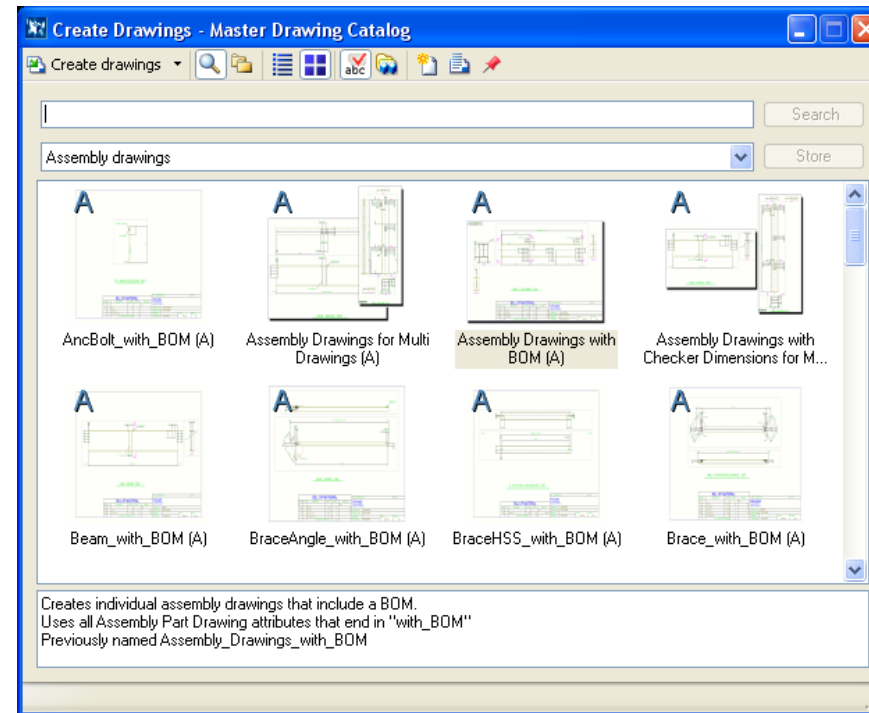 Create Drawings - Master Drawing Catalog
Create drawings
abc
Search
Assembly drawings
Store
A
A
A
A
AncBolt_with_BOM (A)
Assembly Drawings for Multi
Drawings (A)
Assembly Drawings with
BOM (A)
Assembly Drawings with
Checker Dimensions for M...
A
A
A
A
Beam_with_BOM (A)
BraceAngle_with_BOM (A)
BraceHSS_with_BOM (A)
Brace_with_BOM (A)
Creates individual assembly drawings that include a BOM.
Uses all Assembly Part Drawing attributes that end in "with_BOM"
Previously named Assembly_Drawings_with_BOM